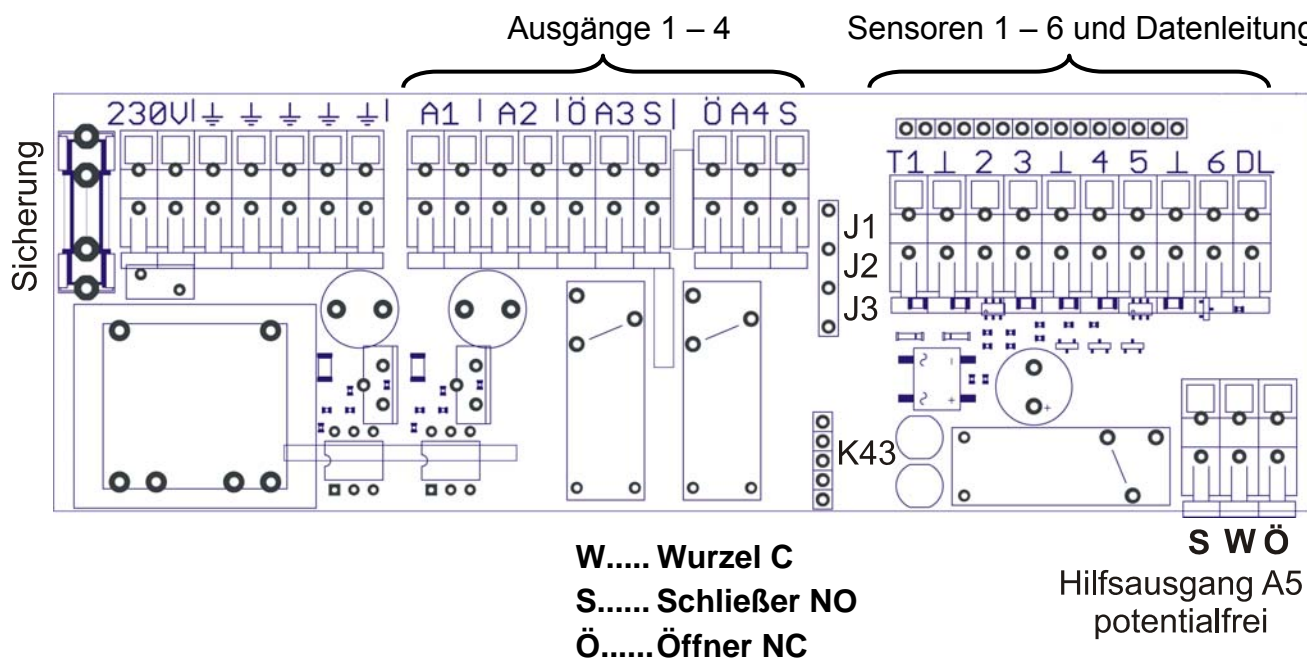 Ausgänge 1 – 4
Sensoren 1 – 6 und Datenleitung
Sicherung
230V
A1 A2 Ö A3 S Ö A4 S
T1 ⊥ 2 3 ⊥ 4 5 ⊥ 6 DL
J1
J2
J3
K43
W..... Wurzel C
S...... Schließer NO
Ö......Öffner NC
S W Ö
Hilfsausgang A5
potentialfrei